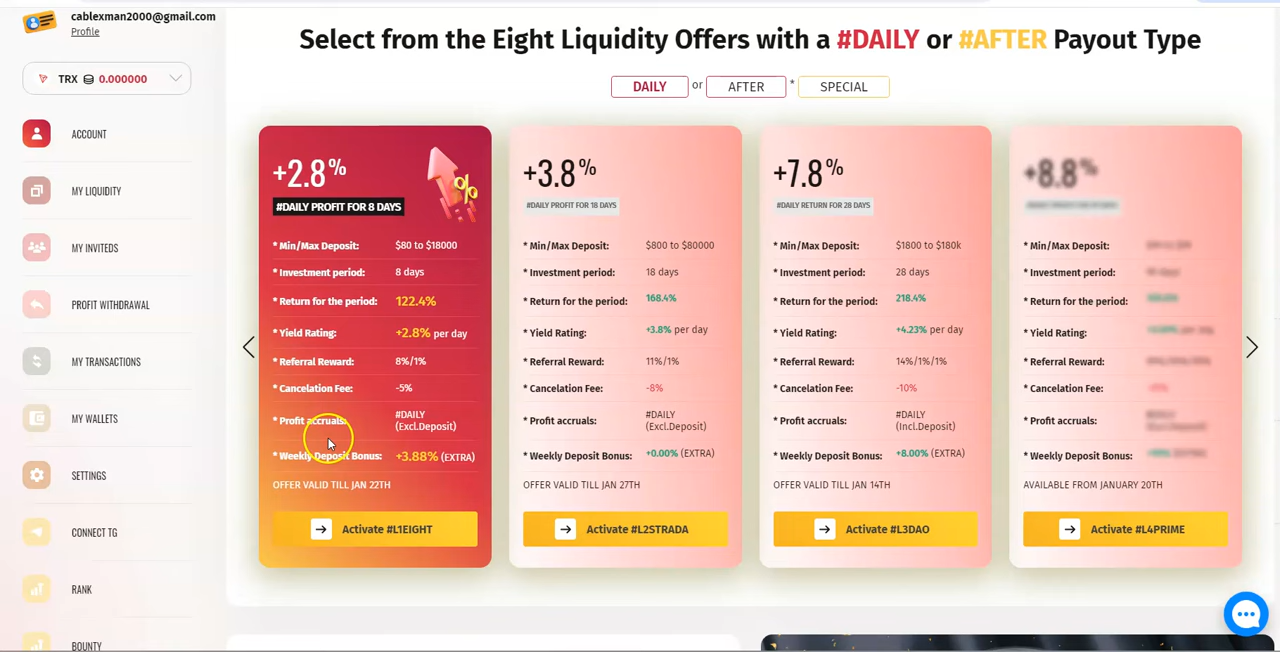 cablexman2000@gmail.com
Profile
TRX 0.000000
ACCOUNT
MY LIQUIDITY
MY INVITEDS
PROFIT WITHDRAWAL
MY TRANSACTIONS
MY WALLETS
SETTINGS
CONNECT TG
RANK
BOUNTY
Select from the Eight Liquidity Offers with a #DAILY or #AFTER Payout Type
DAILY or AFTER * SPECIAL
+2.8%
%
#DAILY PROFIT FOR 8 DAYS
* Min/Max Deposit: $80 to $18000
* Investment period: 8 days
* Return for the period: 122.4%
* Yield Rating: +2.8% per day
* Referral Reward: 8%/1%
* Cancelation Fee: -5%
* Profit accruals: #DAILY
(Excl.Deposit)
* Weekly Deposit Bonus: +3.88% (EXTRA)
OFFER VALID TILL JAN 22TH
Activate #L1EIGHT
+3.8%
#DAILY PROFIT FOR 18 DAYS
* Min/Max Deposit: $800 to $80000
* Investment period: 18 days
* Return for the period: 168.4%
* Yield Rating: +3.8% per day
* Referral Reward: 11%/1%
* Cancelation Fee: -8%
* Profit accruals: #DAILY
(Excl.Deposit)
* Weekly Deposit Bonus: +0.00% (EXTRA)
OFFER VALID TILL JAN 27TH
Activate #L2STRADA
+7.8%
#DAILY RETURN FOR 28 DAYS
* Min/Max Deposit: $1800 to $180k
* Investment period: 28 days
* Return for the period: 218.4%
* Yield Rating: +4.23% per day
* Referral Reward: 14%/1%/1%
* Cancelation Fee: -10%
* Profit accruals: #DAILY
(Incl.Deposit)
* Weekly Deposit Bonus: +8.00% (EXTRA)
OFFER VALID TILL JAN 14TH
Activate #L3DAO
+8.8%
* Min/Max Deposit:
* Investment period:
* Return for the period:
* Yield Rating:
* Referral Reward:
* Cancelation Fee:
* Profit accruals:
* Weekly Deposit Bonus:
AVAILABLE FROM JANUARY 20TH
Activate #L4PRIME